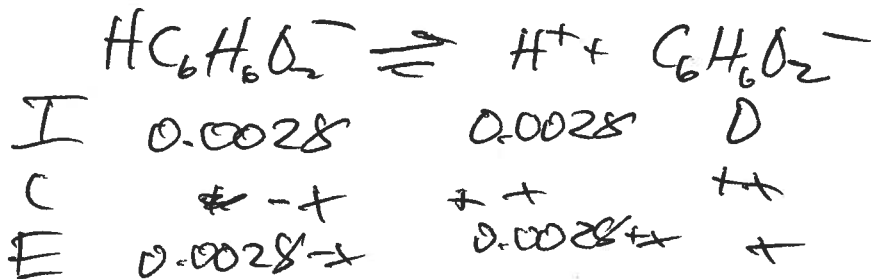 HC₆H₆O₂⁻ ⇌ H⁺ + C₆H₆O₂⁻
I 0.0028 0.0028 0
C -x +x +x
E 0.0028-x 0.0028+x x